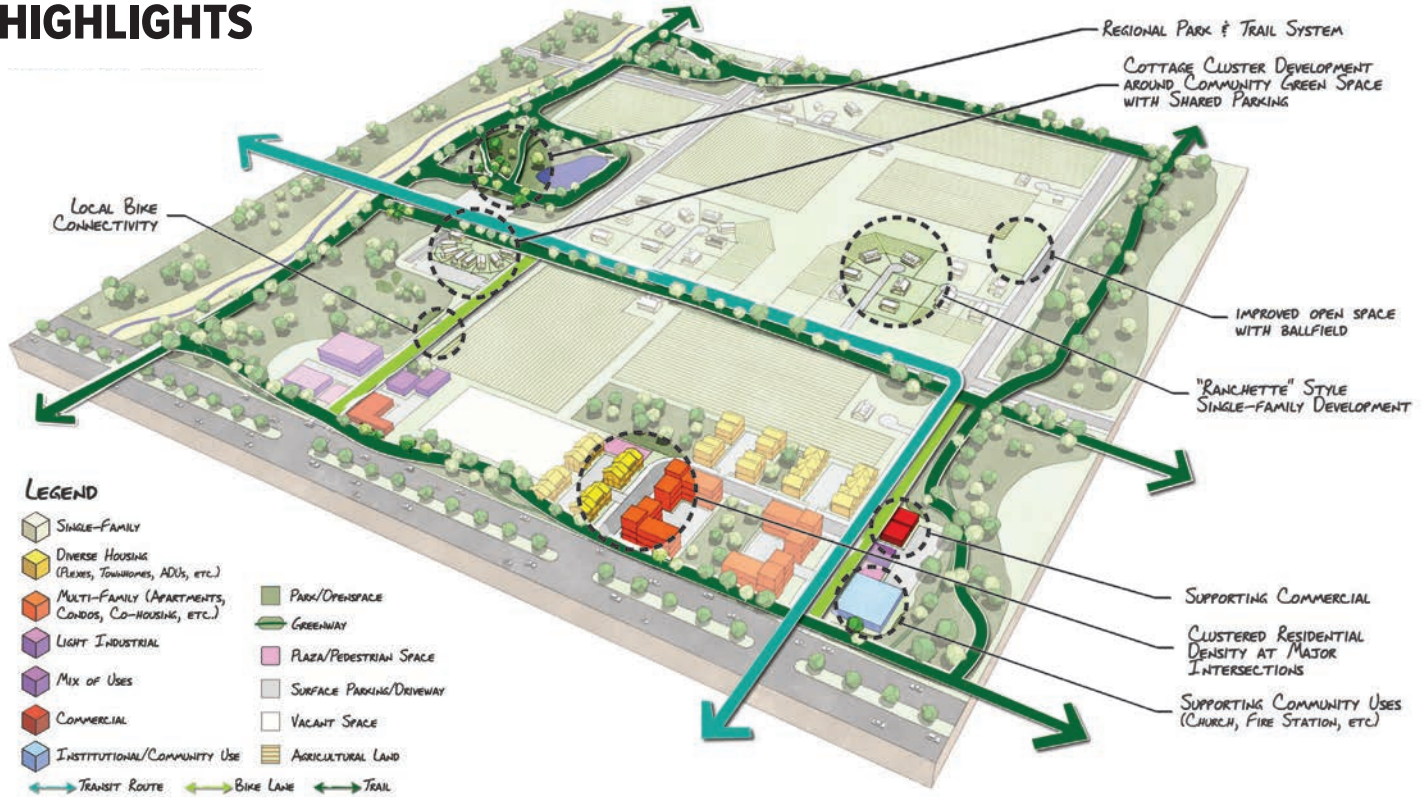 HIGHLIGHTS
REGIONAL PARK & TRAIL SYSTEM
COTTAGE CLUSTER DEVELOPMENT
AROUND COMMUNITY GREEN SPACE
WITH SHARED PARKING
LOCAL BIKE
CONNECTIVITY
IMPROVED OPEN SPACE
WITH BALLFIELD
"RANCHETTE" STYLE
SINGLE-FAMILY DEVELOPMENT
SUPPORTING COMMERCIAL
CLUSTERED RESIDENTIAL
DENSITY AT MAJOR
INTERSECTIONS
SUPPORTING COMMUNITY USES
(CHURCH, FIRE STATION, ETC)
LEGEND
SINGLE-FAMILY
DIVERSE HOUSING
(PLEXES, TOWNHOMES, ADUS, ETC.)
MULTI-FAMILY (APARTMENTS,
CONDOS, CO-HOUSING, ETC.)
LIGHT INDUSTRIAL
MIX OF USES
COMMERCIAL
INSTITUTIONAL/COMMUNITY USE
PARK/OPENSPACE
GREENWAY
PLAZA/PEDESTRIAN SPACE
SURFACE PARKING/DRIVEWAY
VACANT SPACE
AGRICULTURAL LAND
TRANSIT ROUTE
BIKE LANE
TRAIL